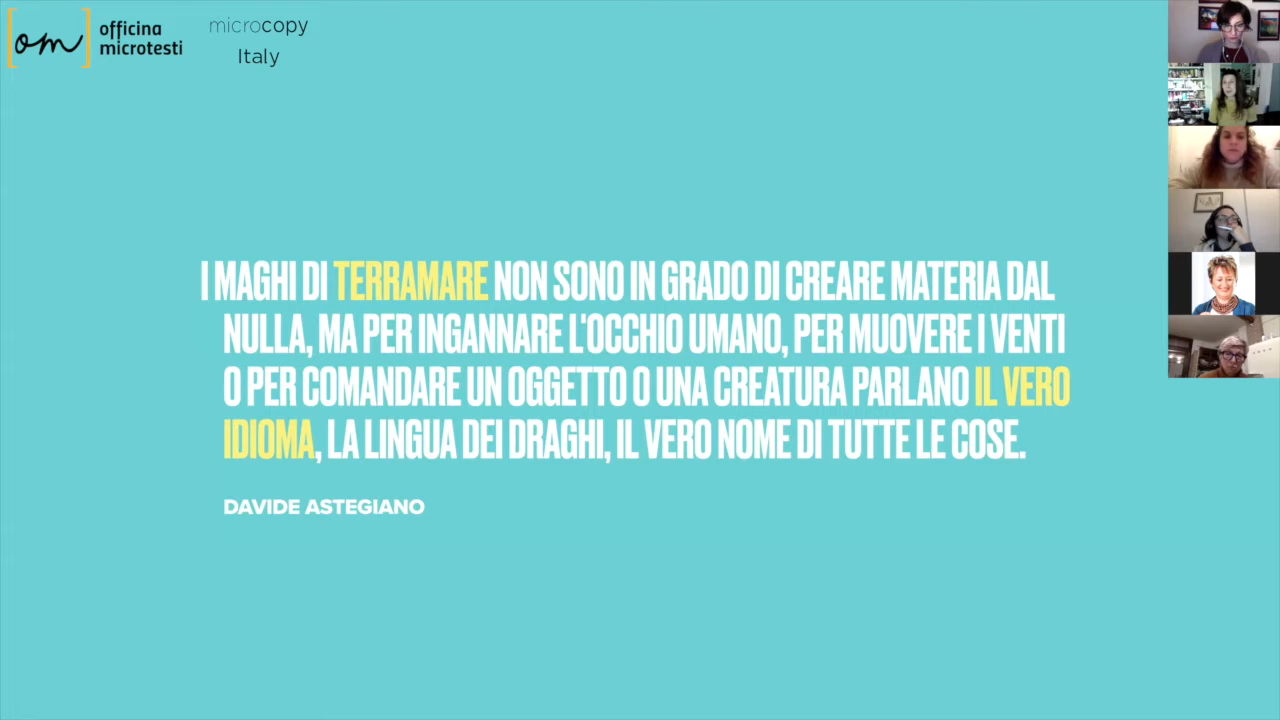 om
officina
microtesti
microcopy
Italy
I MAGHI DI TERRAMARE NON SONO IN GRADO DI CREARE MATERIA DAL
NULLA, MA PER INGANNARE L'OCCHIO UMANO, PER MUOVERE I VENTI
O PER COMANDARE UN OGGETTO O UNA CREATURA PARLANO IL VERO
IDIOMA, LA LINGUA DEI DRAGHI, IL VERO NOME DI TUTTE LE COSE.
DAVIDE ASTEGIANO